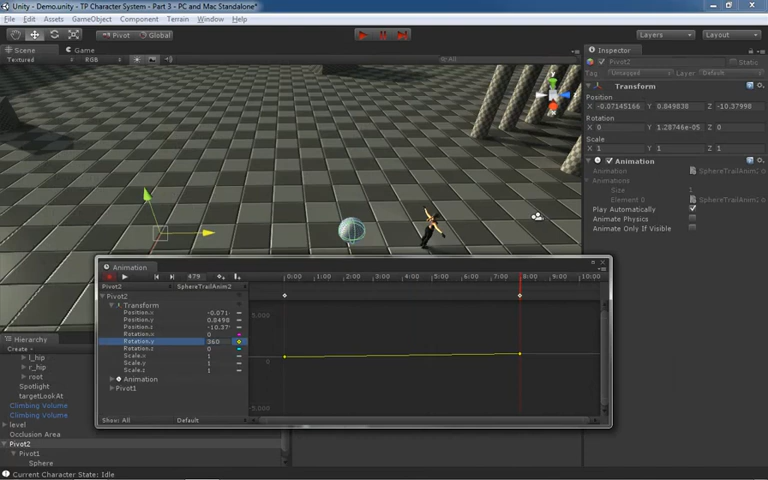 Unity - Demo.unity - TP Character System - Part 3 - PC and Mac Standalone*
File Edit Assets GameObject Component Terrain Window Help
Pivot Global Layers Layout
Scene Game
Textured RGB All
Inspector
Pivot2 Static
Tag Untagged Layer Default
Transform
Position
X -0.07145166 Y 0.849838 Z -10.37998
Rotation
X 0 Y 1.28746e-05 Z 0
Scale
X 1 Y 1 Z 1
Animation
Animation SphereTrailAnim
Animations
Size 1
Element 0 SphereTrailAnim
Play Automatically
Animate Physics
Animate Only If Visible
Animation
479 0:00 1:00 2:00 3:00 4:00 5:00 6:00 7:00 8:00 9:00 10:00
Pivot2 SphereTrailAnim2
Pivot2
Transform
Position.x -0.071
Position.y 0.8498
Position.z -10.37
Rotation.x 0
Rotation.y 360
Rotation.z 0
Scale.x 1
Scale.y 1
Scale.z 1
Animation
Pivot1
Show: All Default
5.000
0
-5.000
Hierarchy
Create
l_hip
r_hip
root
Spotlight
targetLookAt
Climbing Volume
Climbing Volume
level
Occlusion Area
Pivot2
Pivot1
Sphere
Current Character State: Idle